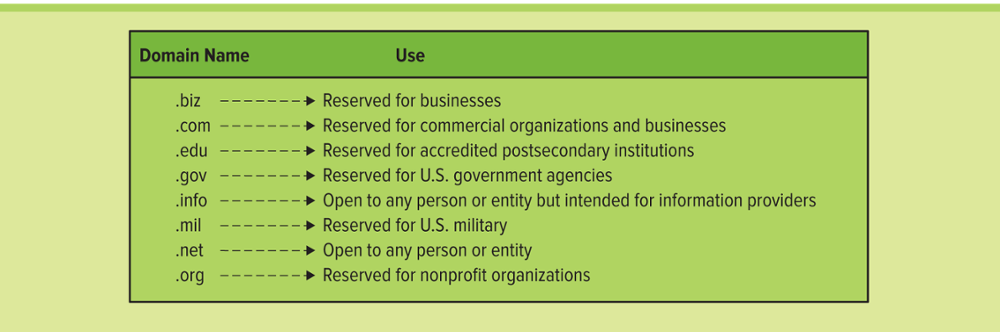 Domain Name Use
.biz Reserved for businesses
.com Reserved for commercial organizations and businesses
.edu Reserved for accredited postsecondary institutions
.gov Reserved for U.S. government agencies
.info Open to any person or entity but intended for information providers
.mil Reserved for U.S. military
.net Open to any person or entity
.org Reserved for nonprofit organizations